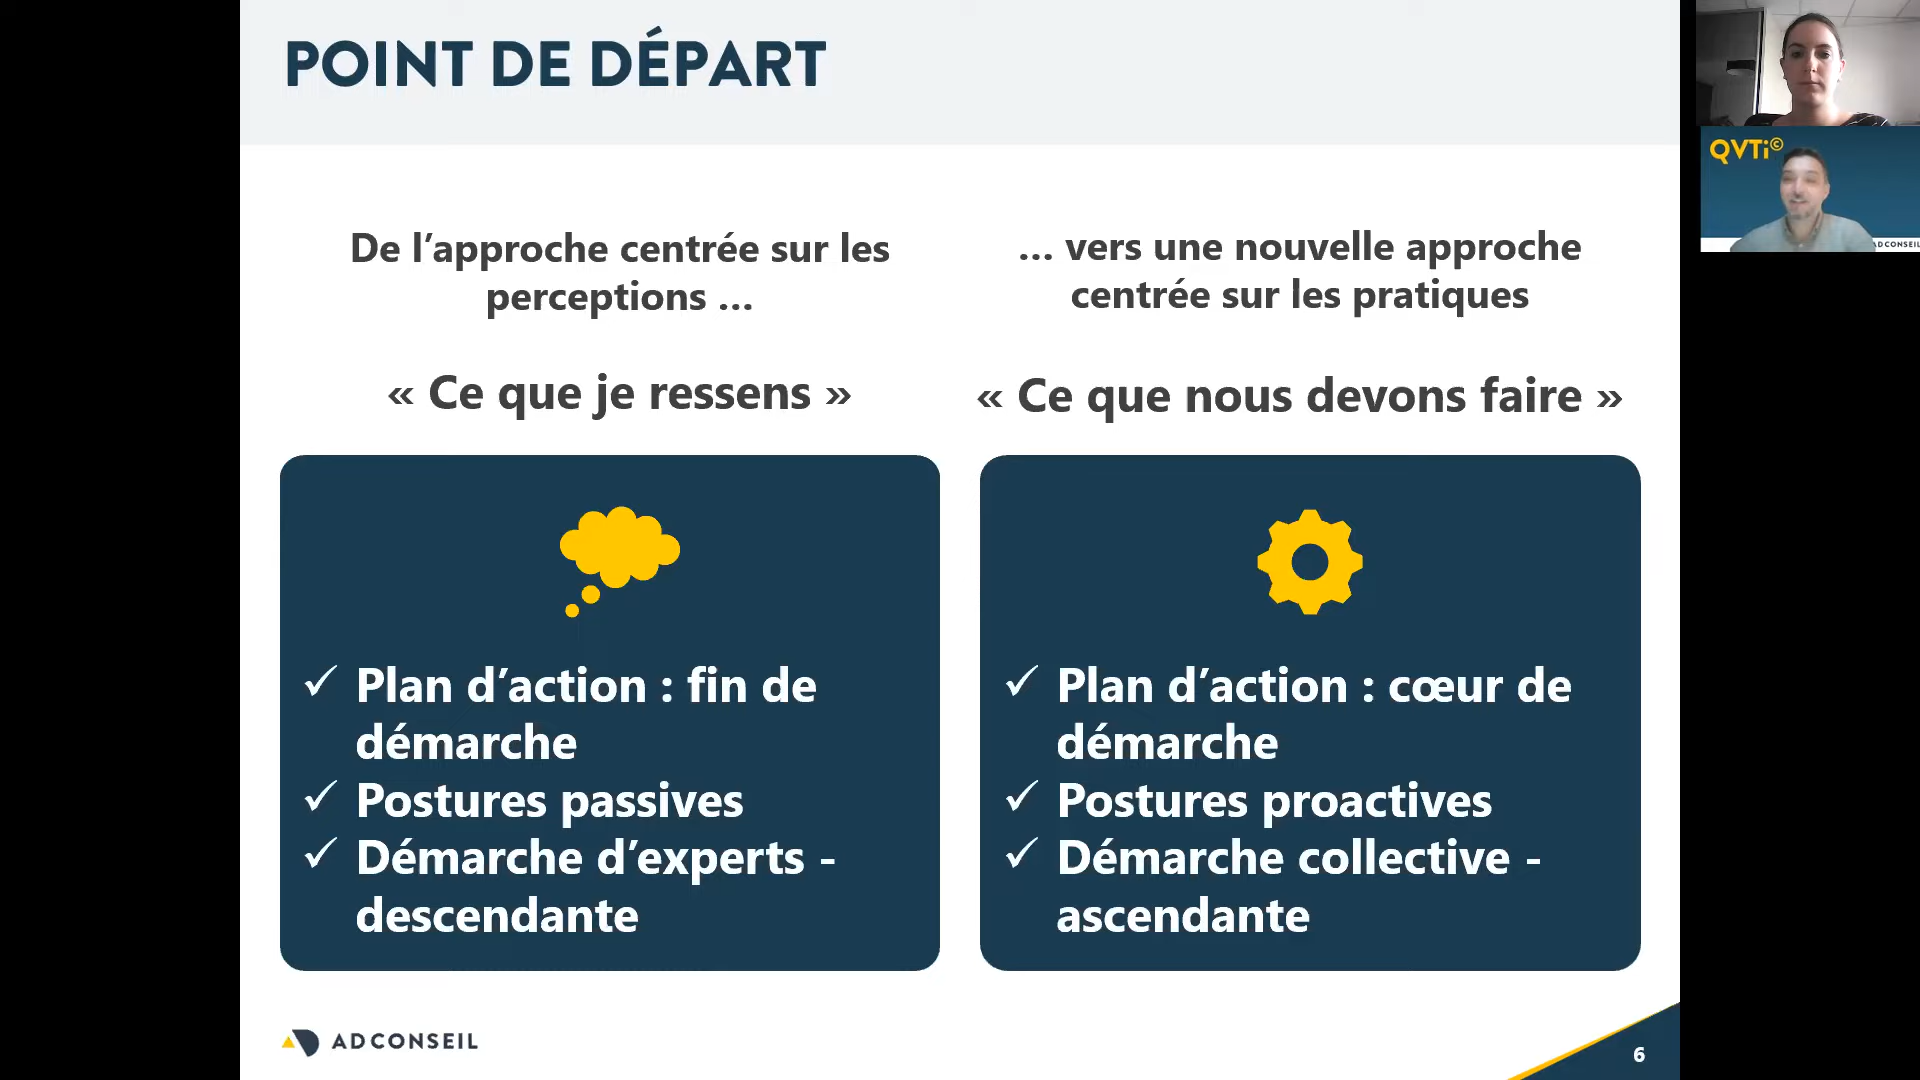 POINT DE DÉPART
De l’approche centrée sur les
perceptions ...
« Ce que je ressens »
✓ Plan d’action : fin de
démarche
✓ Postures passives
✓ Démarche d’experts -
descendante
... vers une nouvelle approche
centrée sur les pratiques
« Ce que nous devons faire »
✓ Plan d’action : cœur de
démarche
✓ Postures proactives
✓ Démarche collective -
ascendante
ADCONSEIL
6
QVTi©
ADCONSEIL